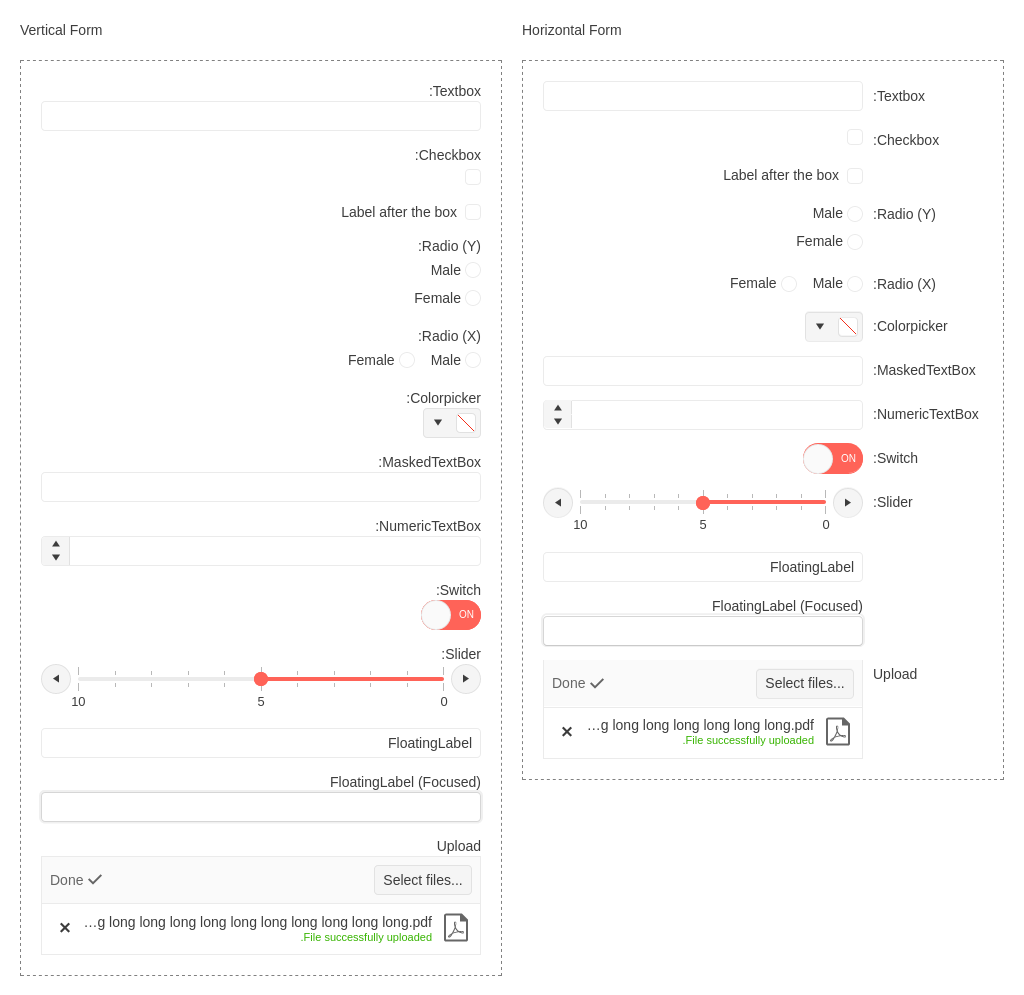 Vertical Form
:Textbox
:Checkbox
Label after the box
:Radio (Y)
Male
Female
:Radio (X)
Female Male
:Colorpicker
:MaskedTextBox
:NumericTextBox
:Switch
ON
:Slider
10 5 0
FloatingLabel
FloatingLabel (Focused)
Upload
Done Select files...
...g long long long long long long long long long long.pdf
.File successfully uploaded
Horizontal Form
:Textbox
:Checkbox
Label after the box
Male :Radio (Y)
Female
Female Male :Radio (X)
:Colorpicker
:MaskedTextBox
:NumericTextBox
ON :Switch
:Slider
10 5 0
FloatingLabel
FloatingLabel (Focused)
Upload
Done Select files...
...g long long long long long long.pdf
.File successfully uploaded